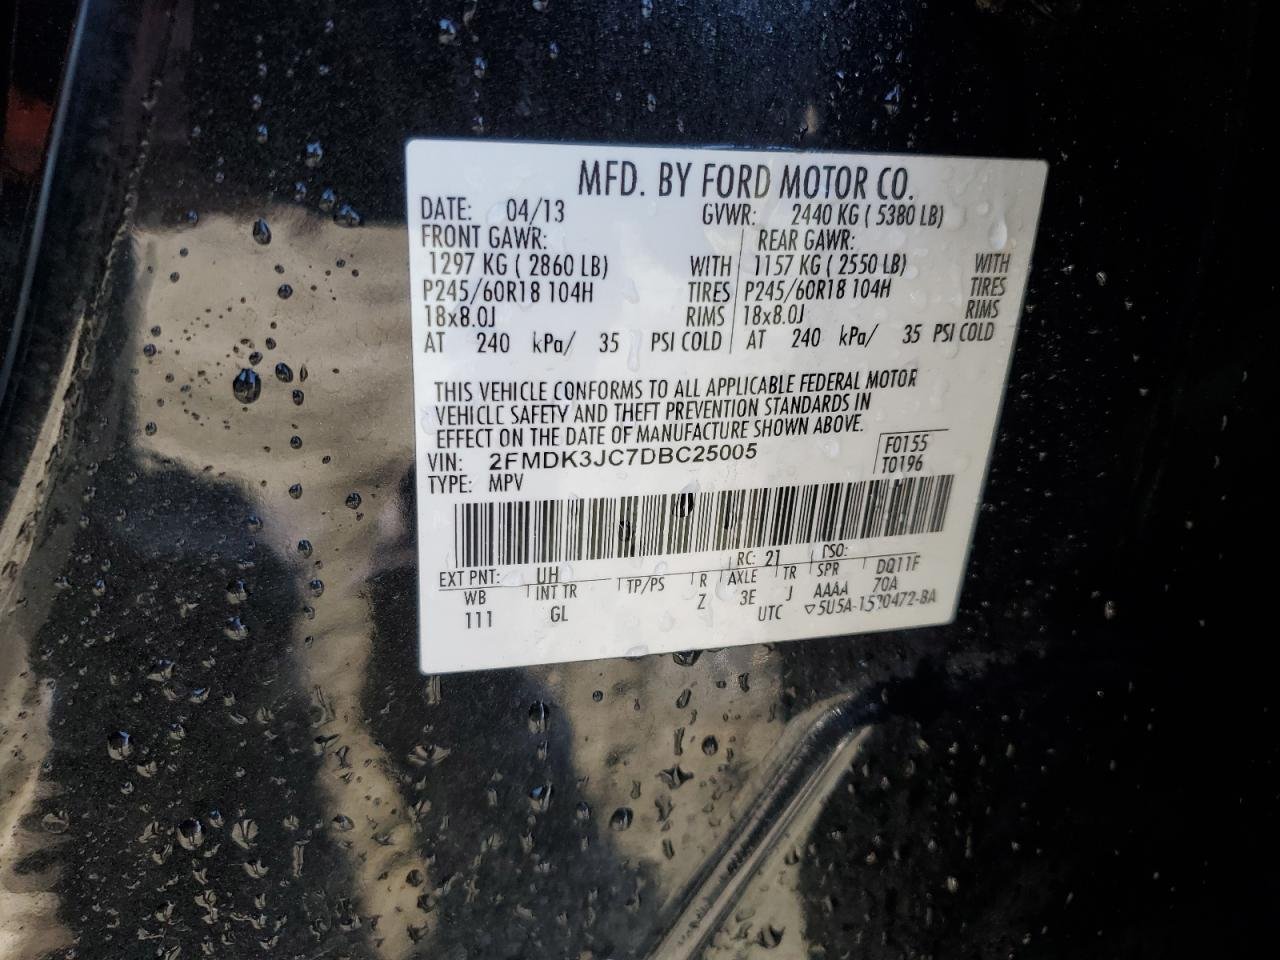 MFD. BY FORD MOTOR CO.
DATE: 04/13 GVWR: 2440 KG ( 5380 LB)
FRONT GAWR: REAR GAWR:
1297 KG ( 2860 LB) WITH 1157 KG ( 2550 LB) WITH
P245/60R18 104H TIRES P245/60R18 104H TIRES
18x8.0J RIMS 18x8.0J RIMS
AT 240 kPa/ 35 PSI COLD AT 240 kPa/ 35 PSI COLD
THIS VEHICLE CONFORMS TO ALL APPLICABLE FEDERAL MOTOR
VEHICLE SAFETY AND THEFT PREVENTION STANDARDS IN
EFFECT ON THE DATE OF MANUFACTURE SHOWN ABOVE.
VIN: 2FMDK3JC7DBC25005 F0155
TYPE: MPV T0196
EXT PNT: UH RC: 21 DSO:
WB INT TR TP/PS R AXLE TR SPR DQ11F
111 GL Z 3E J AAAA 70A
UTC